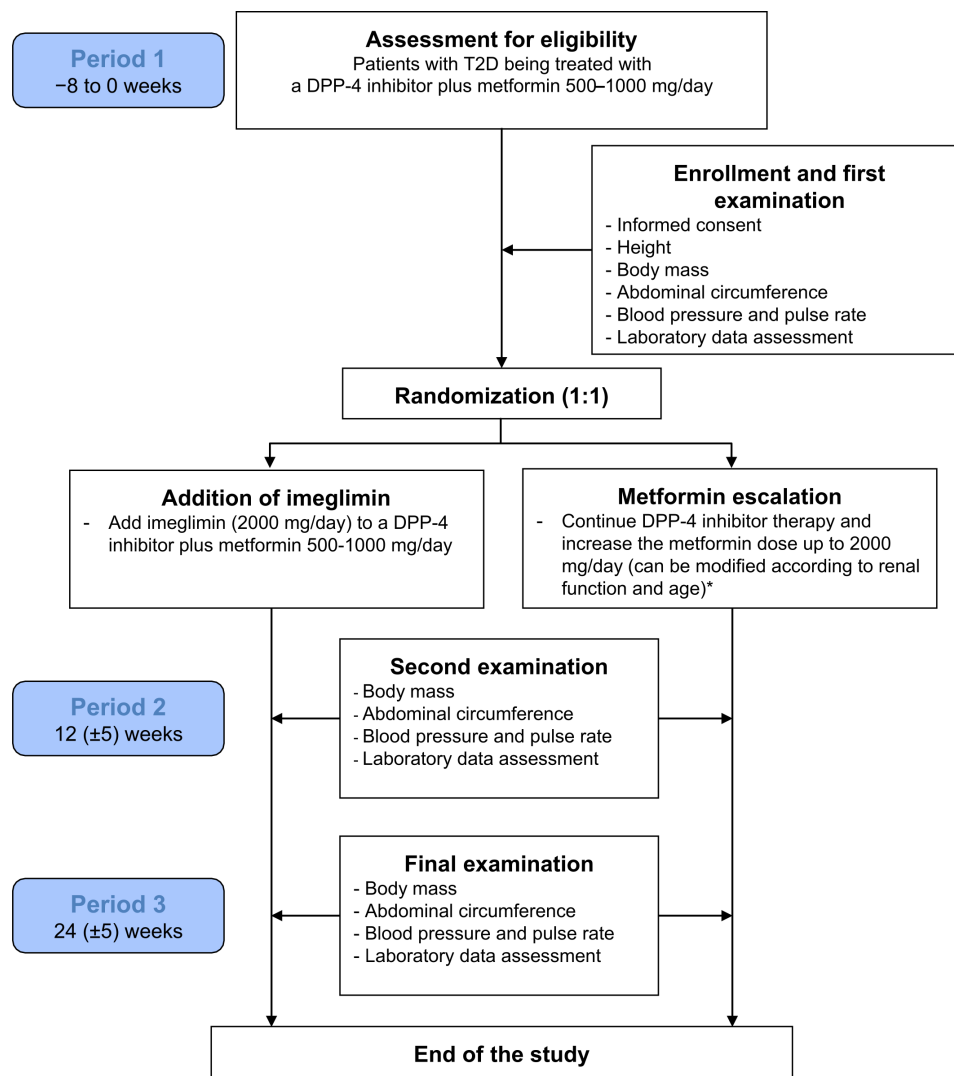 Assessment for eligibility
Patients with T2D being treated with
a DPP-4 inhibitor plus metformin 500–1000 mg/day
Period 1
−8 to 0 weeks
Enrollment and first
examination
- Informed consent
- Height
- Body mass
- Abdominal circumference
- Blood pressure and pulse rate
- Laboratory data assessment
Randomization (1:1)
Addition of imeglimin
- Add imeglimin (2000 mg/day) to a DPP-4
inhibitor plus metformin 500-1000 mg/day
Metformin escalation
- Continue DPP-4 inhibitor therapy and
increase the metformin dose up to 2000
mg/day (can be modified according to renal
function and age)*
Period 2
12 (±5) weeks
Second examination
- Body mass
- Abdominal circumference
- Blood pressure and pulse rate
- Laboratory data assessment
Period 3
24 (±5) weeks
Final examination
- Body mass
- Abdominal circumference
- Blood pressure and pulse rate
- Laboratory data assessment
End of the study